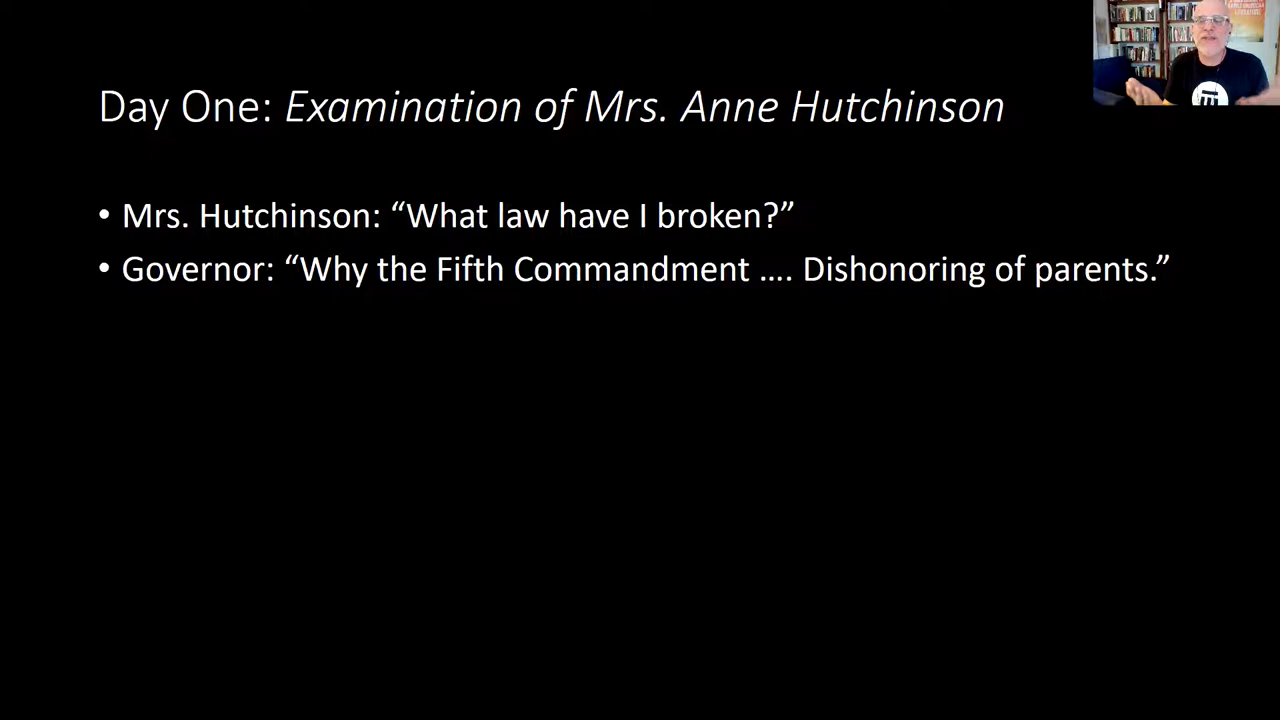 Day One: Examination of Mrs. Anne Hutchinson
• Mrs. Hutchinson: “What law have I broken?”
• Governor: “Why the Fifth Commandment …. Dishonoring of parents.”